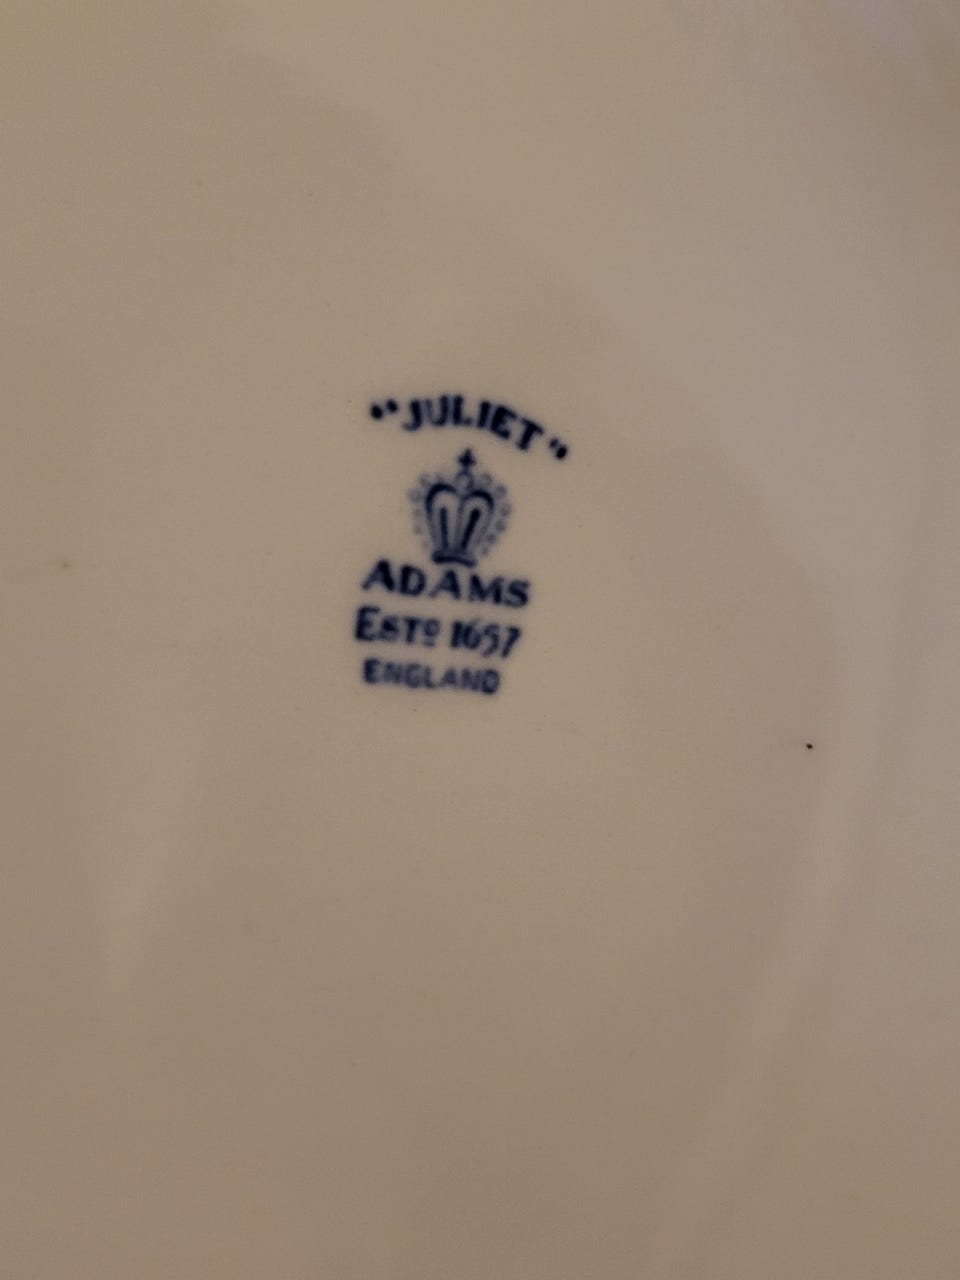 "JULIET"
ADAMS
ESTD 1657
ENGLAND